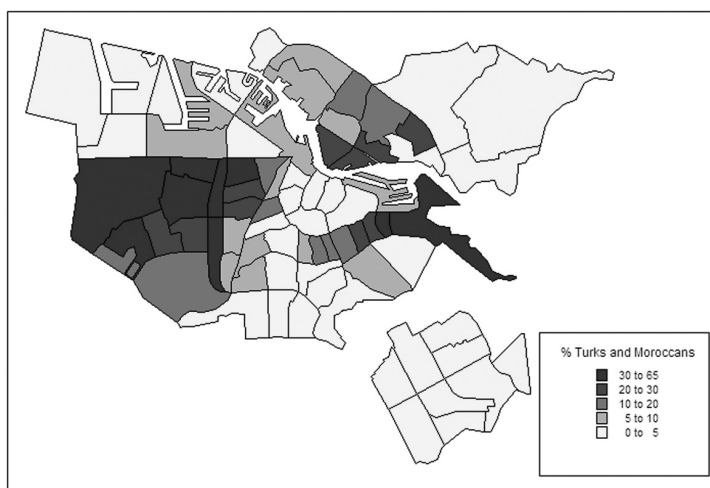 % Turks and Moroccans
30 to 65
20 to 30
10 to 20
5 to 10
0 to 5